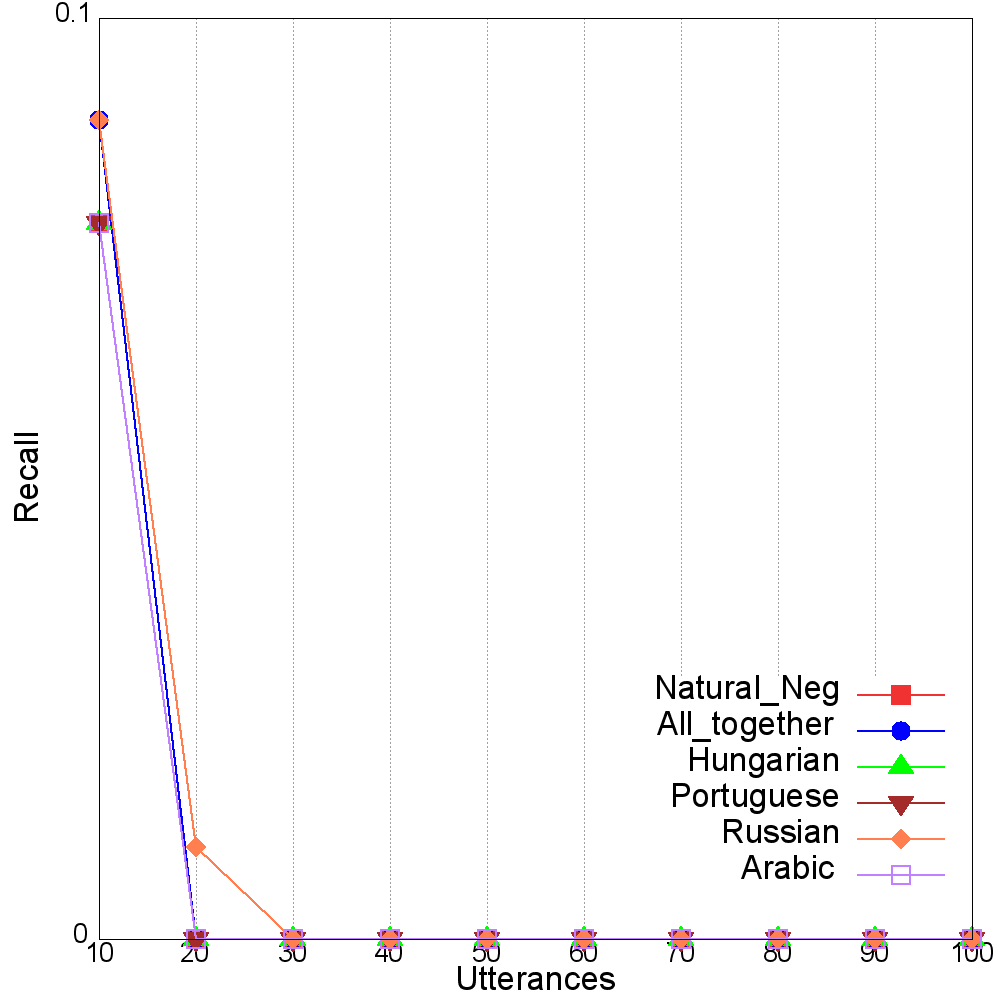 0.1
Recall
Natural_Neg
All_together
Hungarian
Portuguese
Russian
Arabic
0
10 20 30 40 50 60 70 80 90 100
Utterances